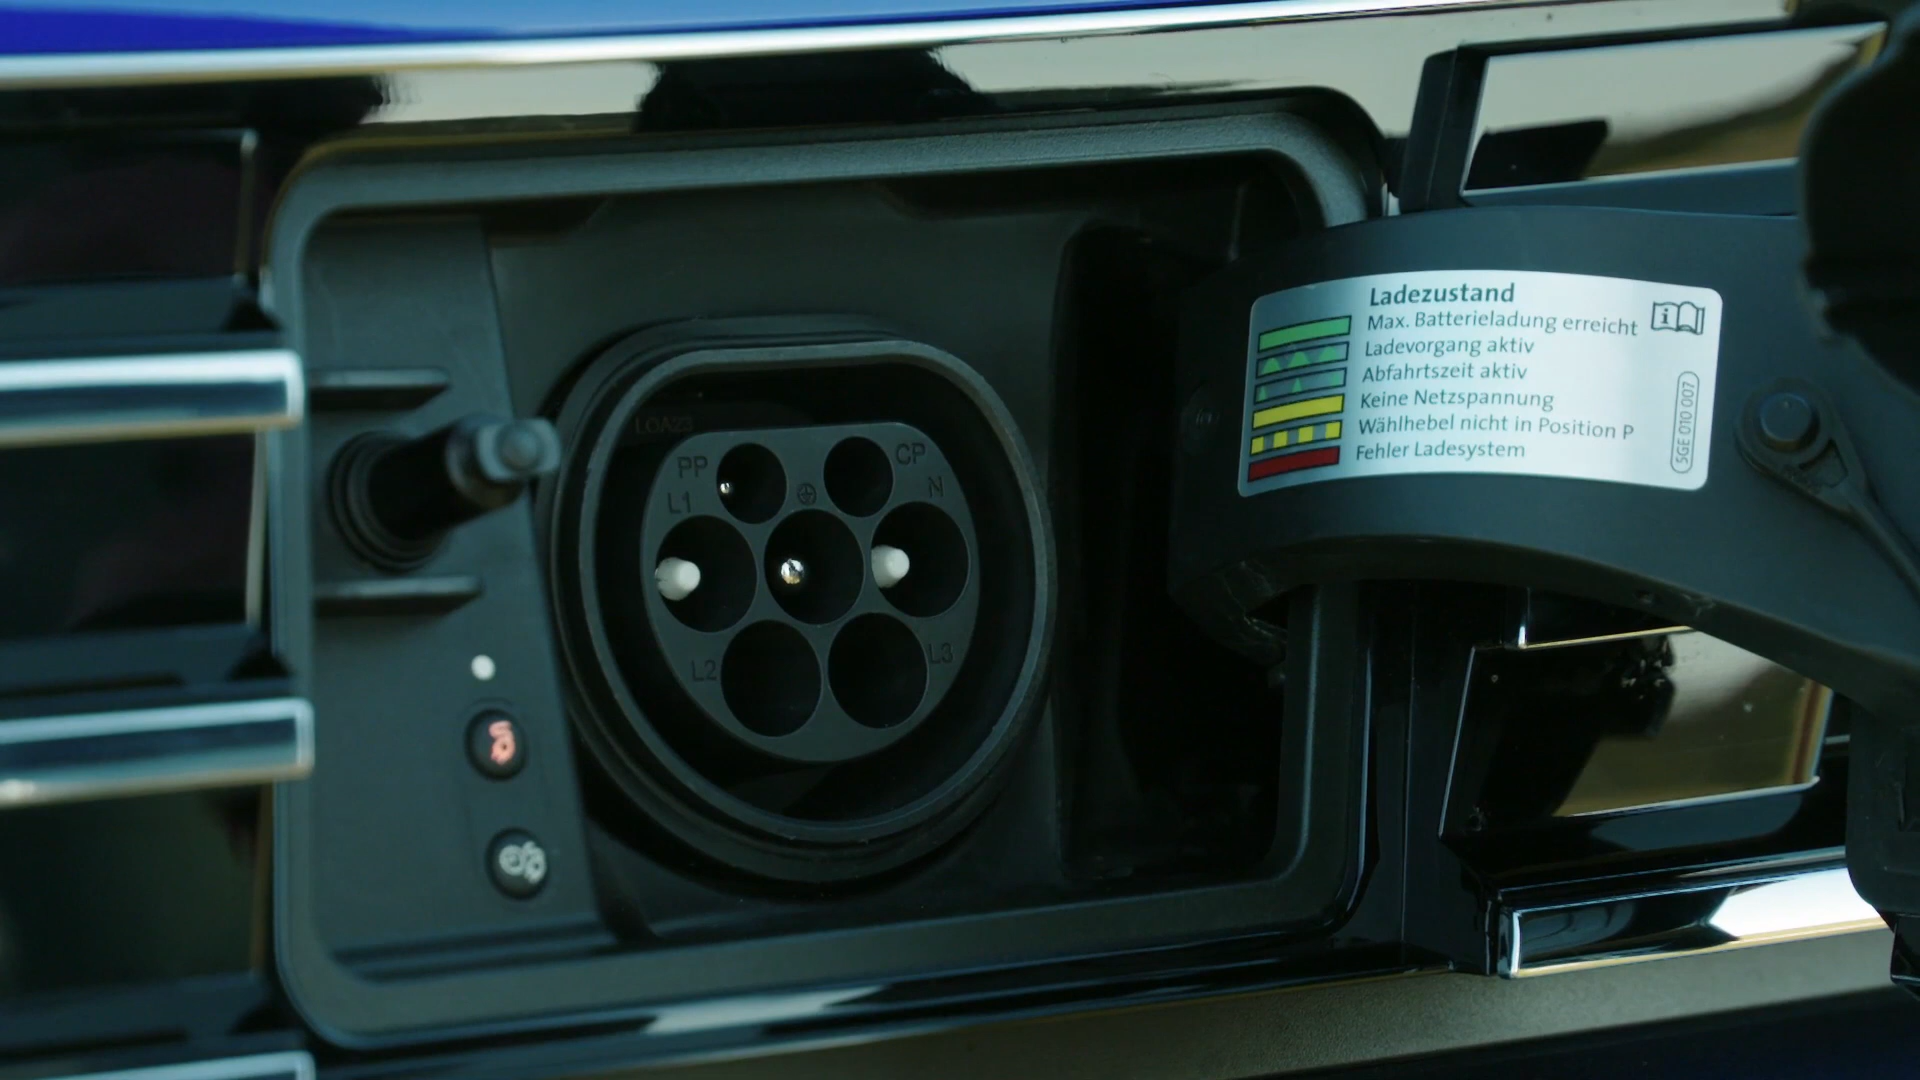 LOA23
PP
CP
L1
N
L2
L3
Ladezustand
Max. Batterieladung erreicht
Ladevorgang aktiv
Abfahrtszeit aktiv
Keine Netzspannung
Wählhebel nicht in Position P
Fehler Ladesystem
5GE 010 007